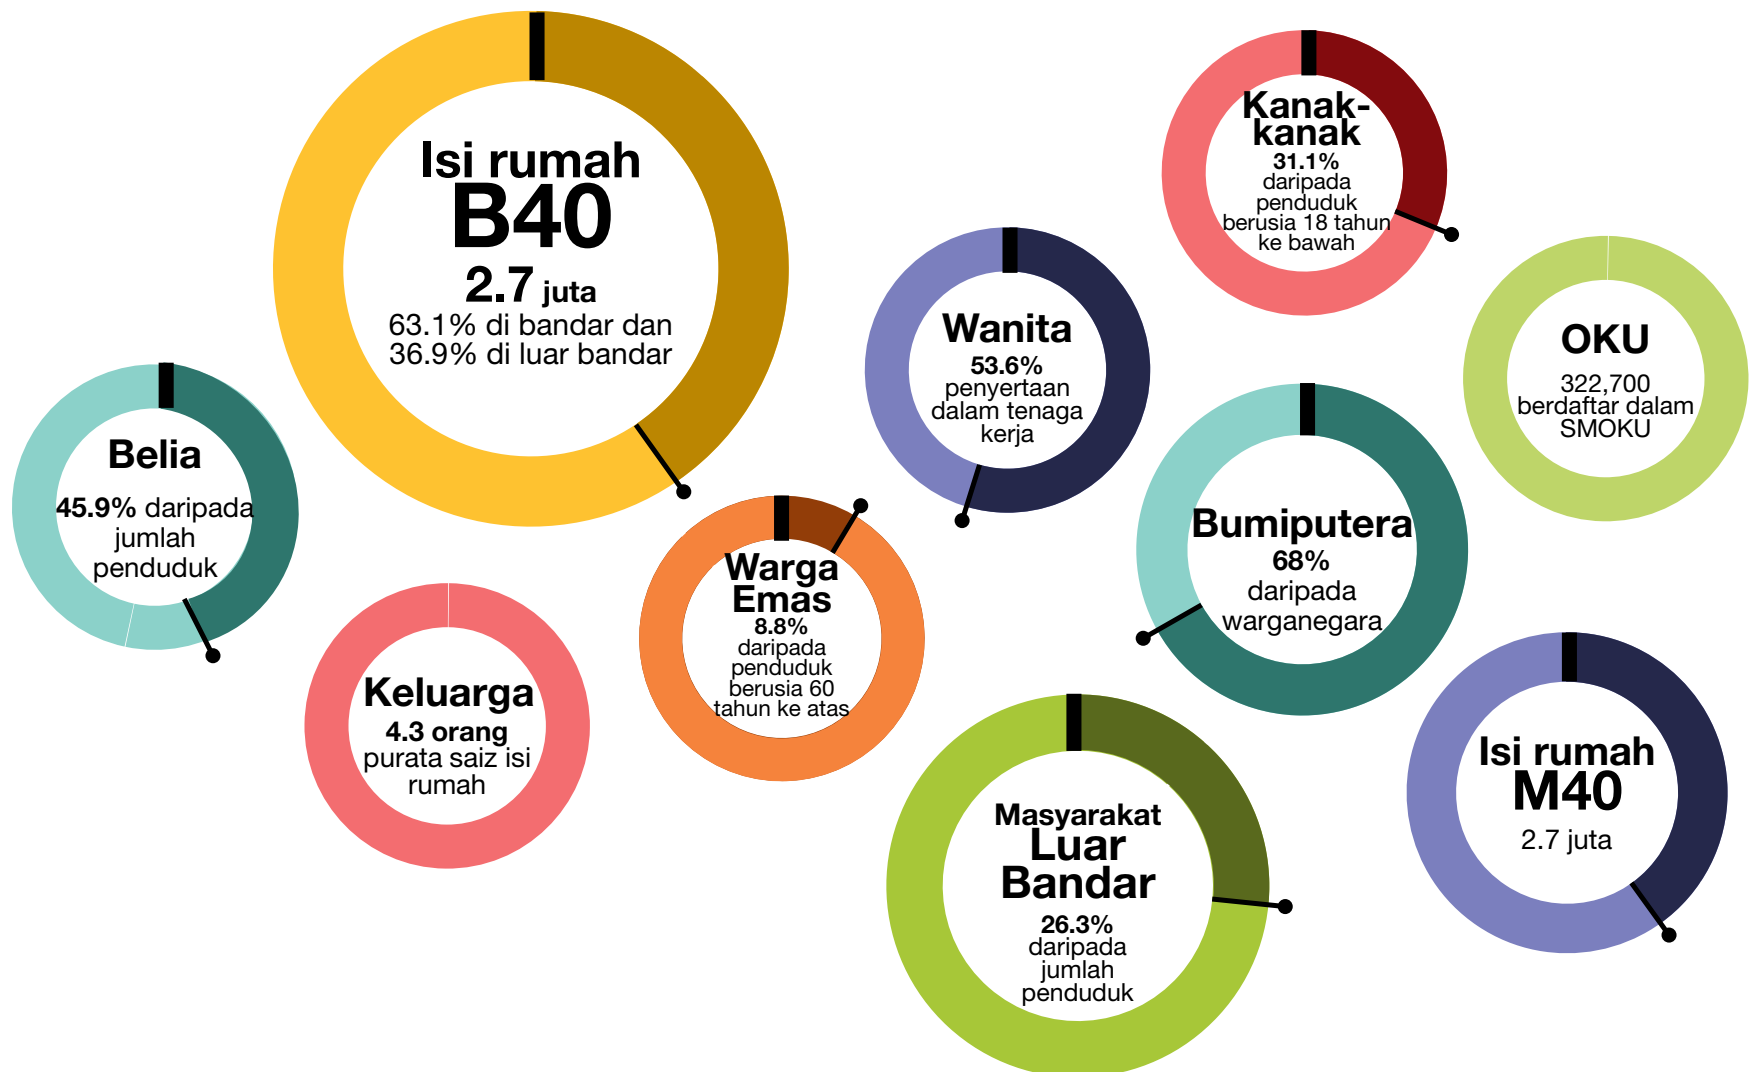 Isi rumah
B40
2.7 juta
63.1% di bandar dan
36.9% di luar bandar
Kanak-
kanak
31.1%
daripada
penduduk
berusia 18 tahun
ke bawah
Wanita
53.6%
penyertaan
dalam tenaga
kerja
OKU
322,700
berdaftar dalam
SMOKU
Belia
45.9% daripada
jumlah
penduduk
Bumiputera
68%
daripada
warganegara
Warga
Emas
8.8%
daripada
penduduk
berusia 60
tahun ke atas
Keluarga
4.3 orang
purata saiz isi
rumah
Isi rumah
M40
2.7 juta
Masyarakat
Luar
Bandar
26.3%
daripada
jumlah
penduduk